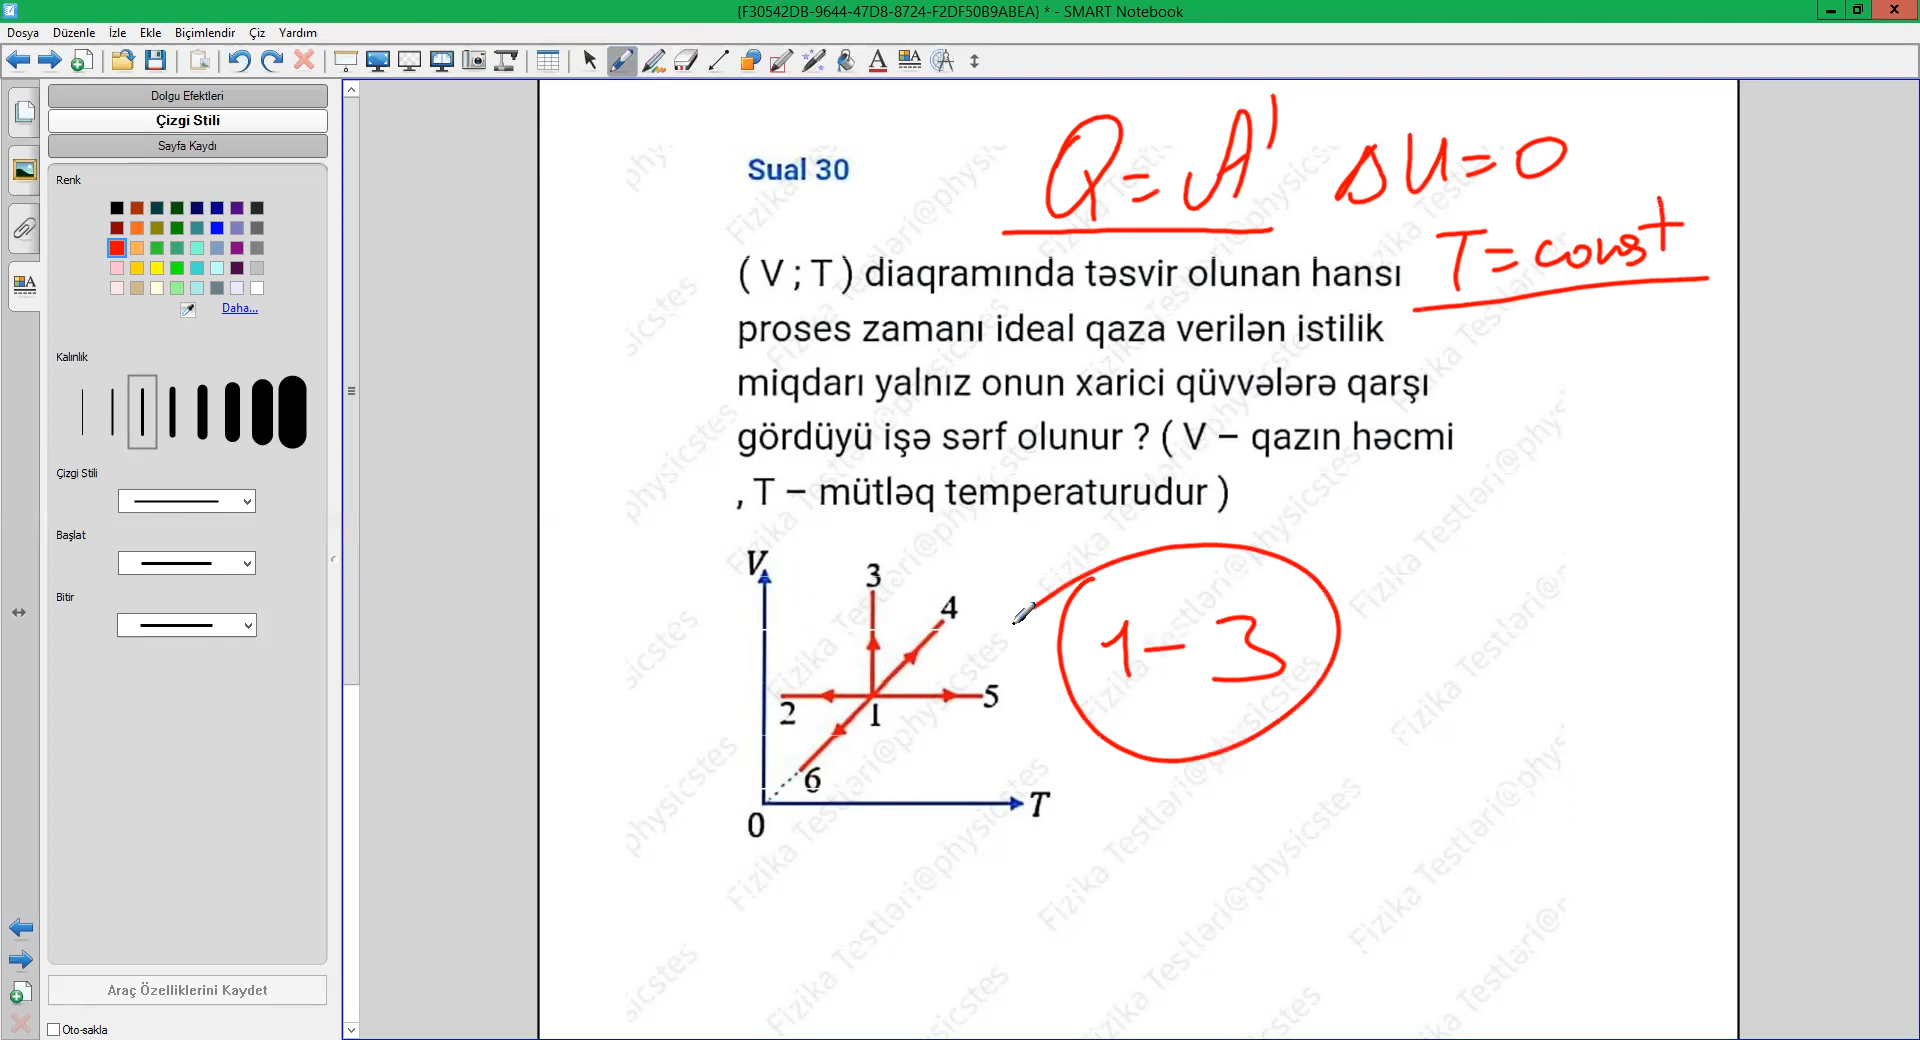 {F30542DB-9644-47D8-8724-F2DF50B9ABEA} * - SMART Notebook
Dosya Düzenle İzle Ekle Biçimlendir Çiz Yardım
Dolgu Efektleri
Çizgi Stili
Sayfa Kaydı
Renk
Daha...
Kalınlık
Çizgi Stili
Başlat
Bitir
Araç Özelliklerini Kaydet
Oto-sakla
Sual 30
Q = A' ΔU = 0
T = const
( V ; T ) diaqramında təsvir olunan hansı
proses zamanı ideal qaza verilən istilik
miqdarı yalnız onun xarici qüvvələrə qarşı
gördüyü işə sərf olunur ? ( V – qazın həcmi
, T – mütləq temperaturudur )
V
3
4
2
1
5
6
0
T
1 - 3
Fizika Testləri@physicstes